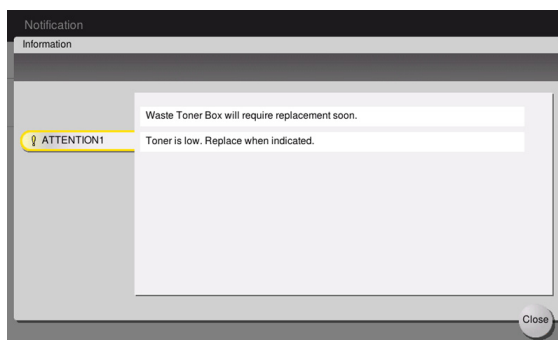 Notification
Information
Waste Toner Box will require replacement soon.
ATTENTION1
Toner is low. Replace when indicated.
Close